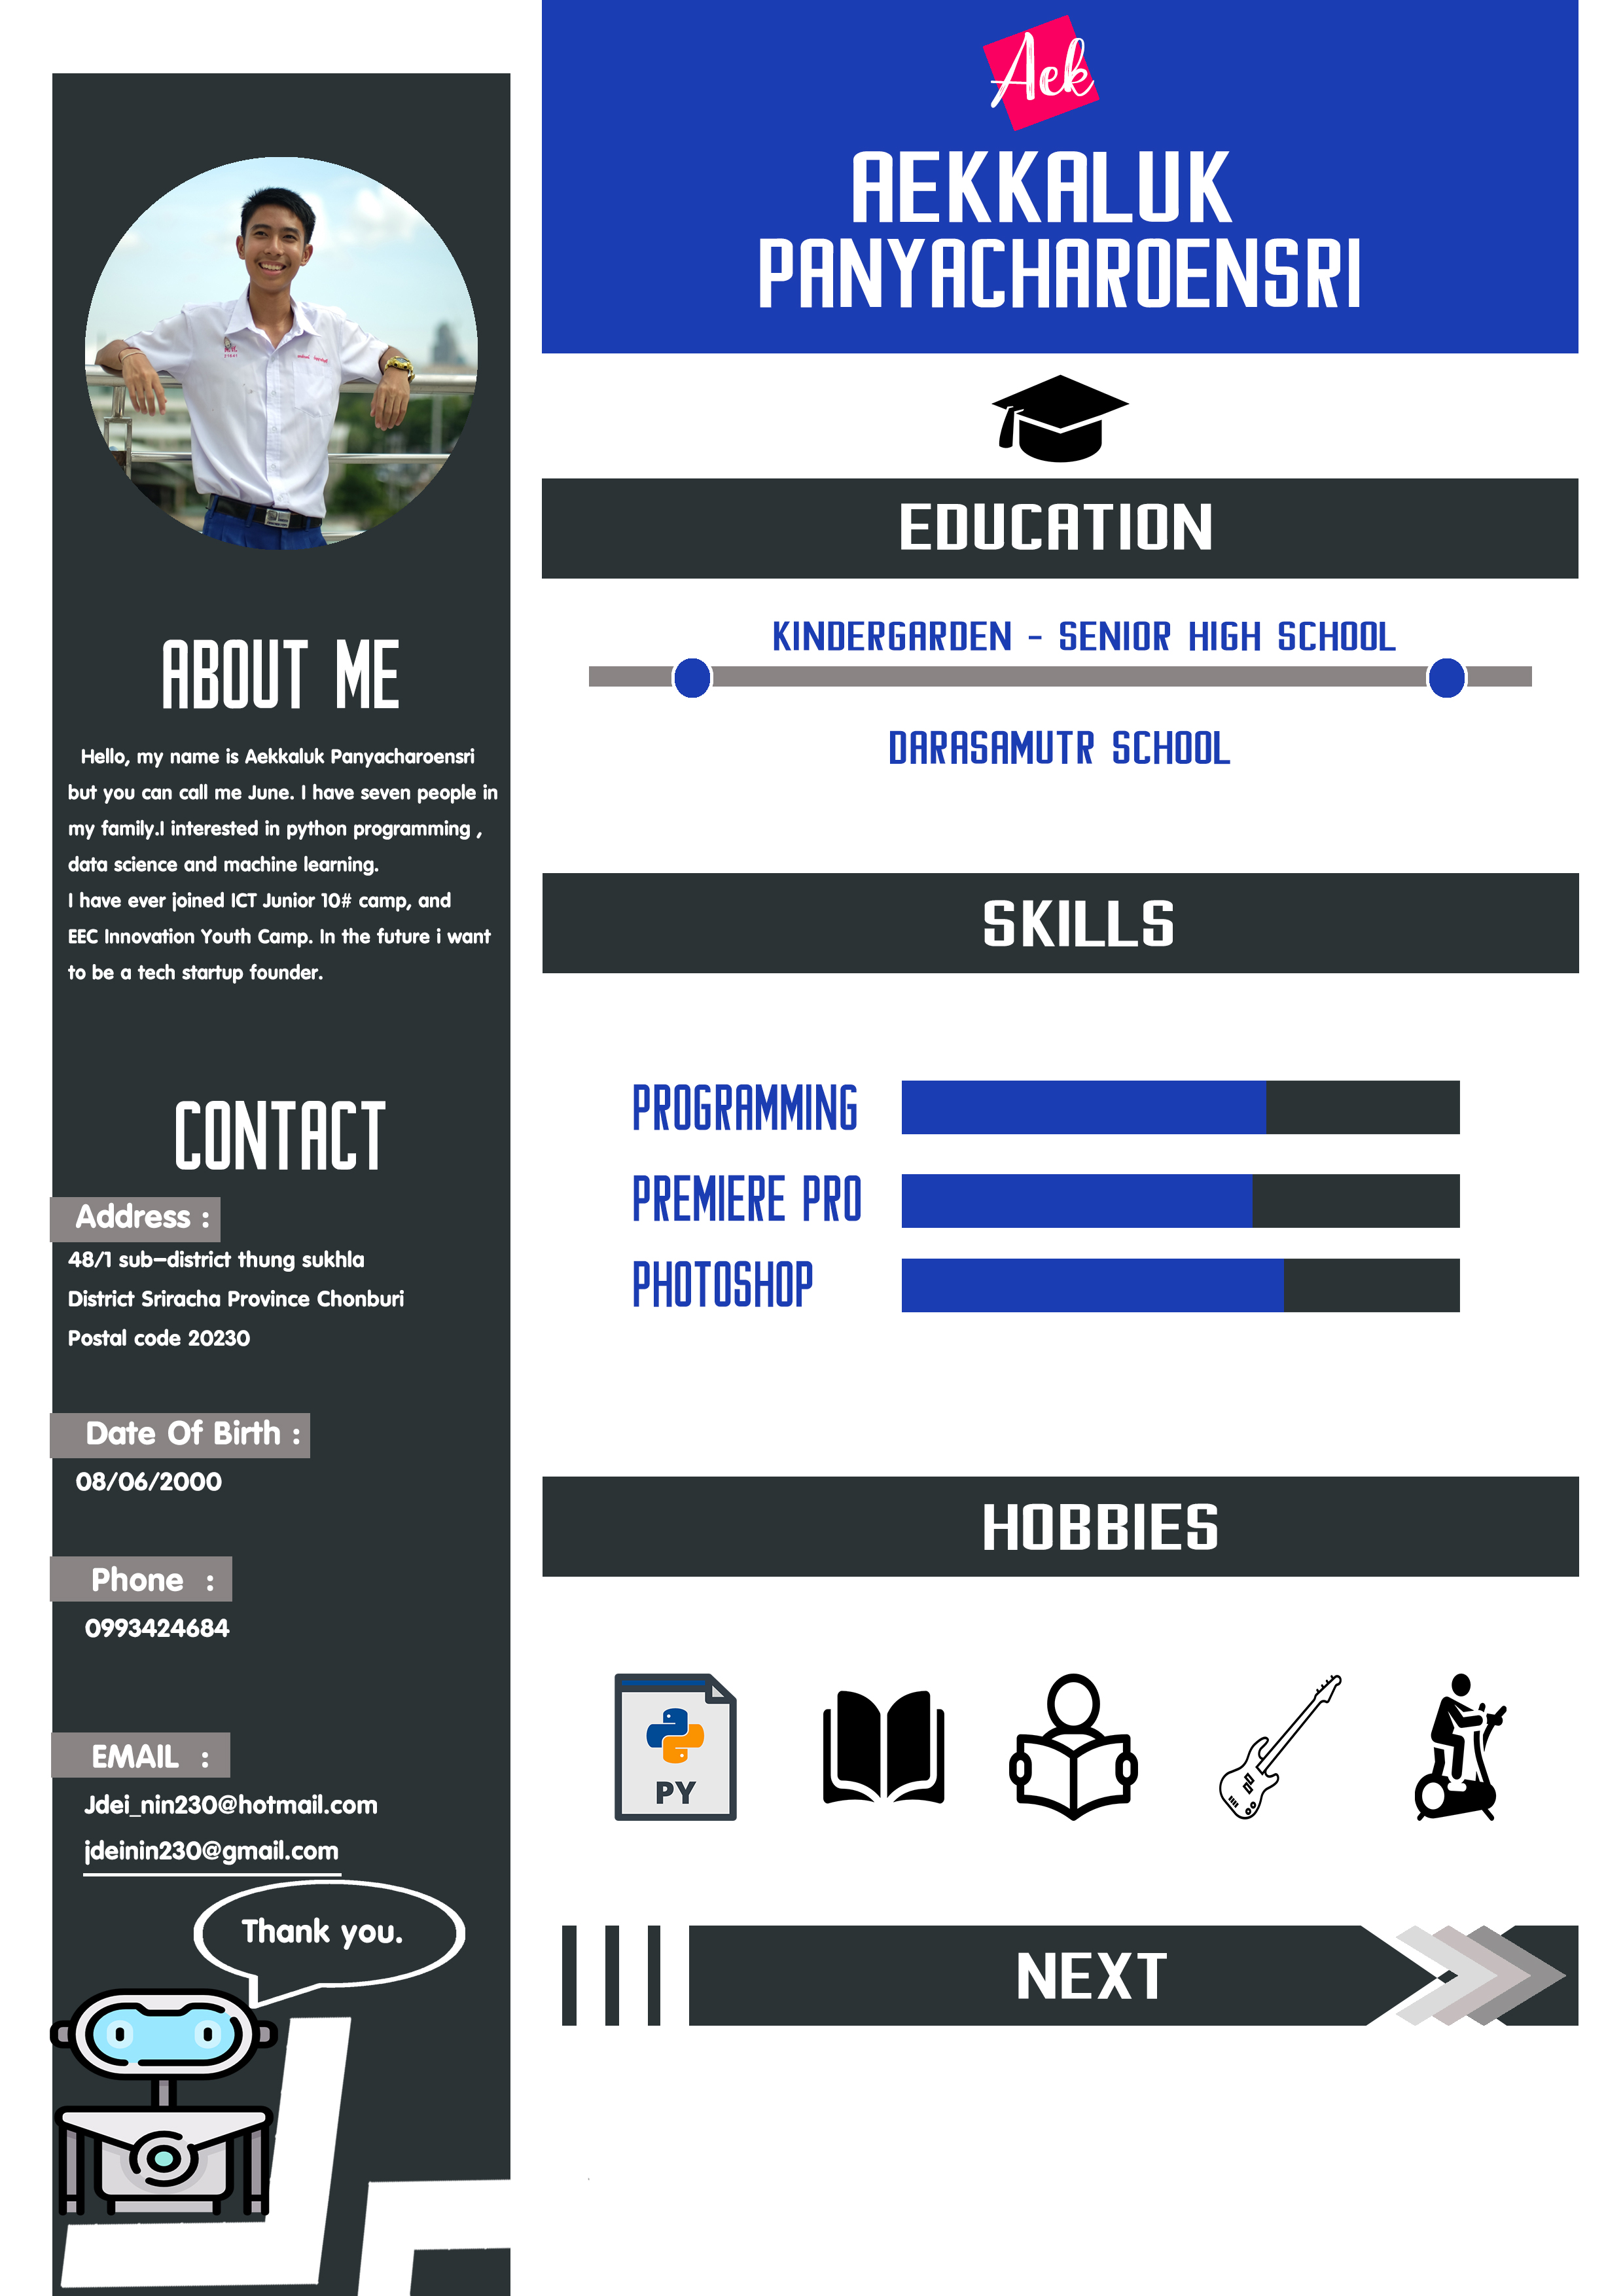 Aek
AEKKALUK
PANYACHAROENSRI
ABOUT ME
Hello, my name is Aekkaluk Panyacharoensri
but you can call me June. I have seven people in
my family.I interested in python programming ,
data science and machine learning.
I have ever joined ICT Junior 10# camp, and
EEC Innovation Youth Camp. In the future i want
to be a tech startup founder.
CONTACT
Address :
48/1 sub-district thung sukhla
District Sriracha Province Chonburi
Postal code 20230
Date Of Birth :
08/06/2000
Phone :
0993424684
EMAIL :
Jdei_nin230@hotmail.com
jdeinin230@gmail.com
Thank you.
EDUCATION
KINDERGARDEN - SENIOR HIGH SCHOOL
DARASAMUTR SCHOOL
SKILLS
PROGRAMMING
PREMIERE PRO
PHOTOSHOP
HOBBIES
PY
NEXT